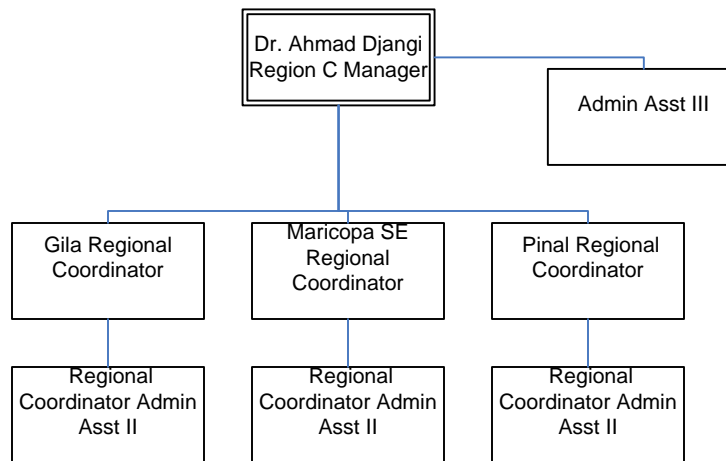 Dr. Ahmad Djangi
Region C Manager
Admin Asst III
Gila Regional
Coordinator
Maricopa SE
Regional
Coordinator
Pinal Regional
Coordinator
Regional
Coordinator Admin
Asst II
Regional
Coordinator Admin
Asst II
Regional
Coordinator Admin
Asst II